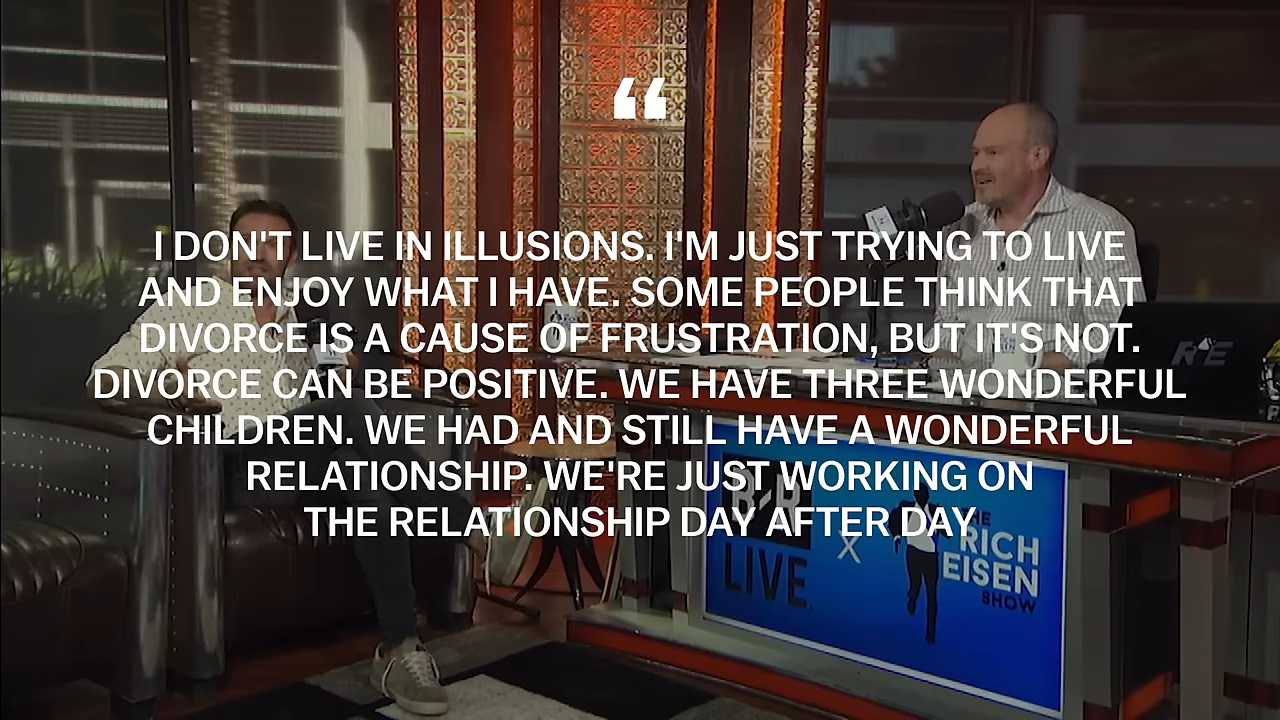 “
I DON'T LIVE IN ILLUSIONS. I'M JUST TRYING TO LIVE
AND ENJOY WHAT I HAVE. SOME PEOPLE THINK THAT
DIVORCE IS A CAUSE OF FRUSTRATION, BUT IT'S NOT.
DIVORCE CAN BE POSITIVE. WE HAVE THREE WONDERFUL
CHILDREN. WE HAD AND STILL HAVE A WONDERFUL
RELATIONSHIP. WE'RE JUST WORKING ON
THE RELATIONSHIP DAY AFTER DAY
B-R
LIVE.
X
THE
RICH
EISEN
SHOW